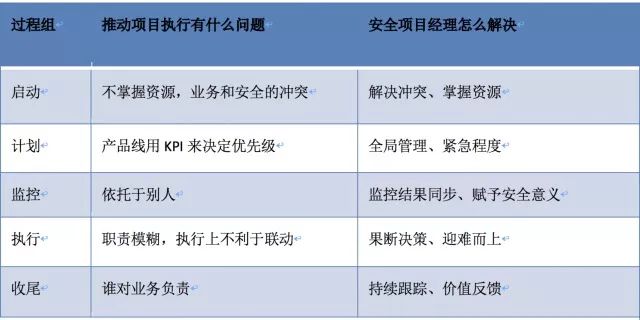 过程组 推动项目执行有什么问题 安全项目经理怎么解决
启动 不掌握资源，业务和安全的冲突 解决冲突、掌握资源
计划 产品线用 KPI 来决定优先级 全局管理、紧急程度
监控 依托于别人 监控结果同步、赋予安全意义
执行 职责模糊，执行上不利于联动 果断决策、迎难而上
收尾 谁对业务负责 持续跟踪、价值反馈